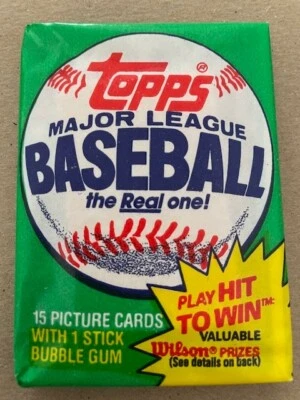 Topps®
MAJOR LEAGUE
BASEBALL
the Real one!
15 PICTURE CARDS
WITH 1 STICK
BUBBLE GUM
PLAY HIT
TO WIN™:
VALUABLE
Wilson® PRIZES
(See details on back)